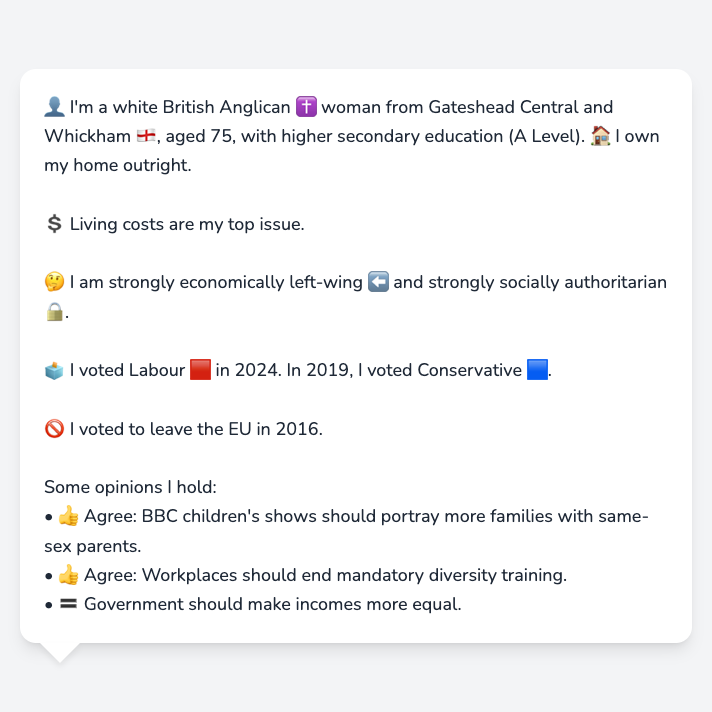 👤 I'm a white British Anglican ✝️ woman from Gateshead Central and
Whickham 🏴󠁧󠁢󠁥󠁮󠁧󠁿, aged 75, with higher secondary education (A Level). 🏠 I own
my home outright.
💲 Living costs are my top issue.
🤔 I am strongly economically left-wing ⬅️ and strongly socially authoritarian
🔒.
🗳️ I voted Labour 🟥 in 2024. In 2019, I voted Conservative 🟦.
🚫 I voted to leave the EU in 2016.
Some opinions I hold:
• 👍 Agree: BBC children's shows should portray more families with same-
sex parents.
• 👍 Agree: Workplaces should end mandatory diversity training.
• 🟰 Government should make incomes more equal.